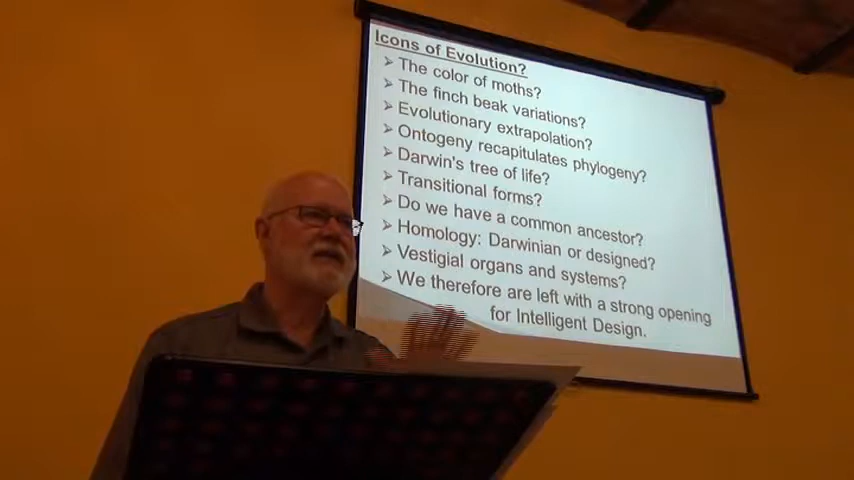 Icons of Evolution?
➢ The color of moths?
➢ The finch beak variations?
➢ Evolutionary extrapolation?
➢ Ontogeny recapitulates phylogeny?
➢ Darwin's tree of life?
➢ Transitional forms?
➢ Do we have a common ancestor?
➢ Homology: Darwinian or designed?
➢ Vestigial organs and systems?
➢ We therefore are left with a strong opening
for Intelligent Design.